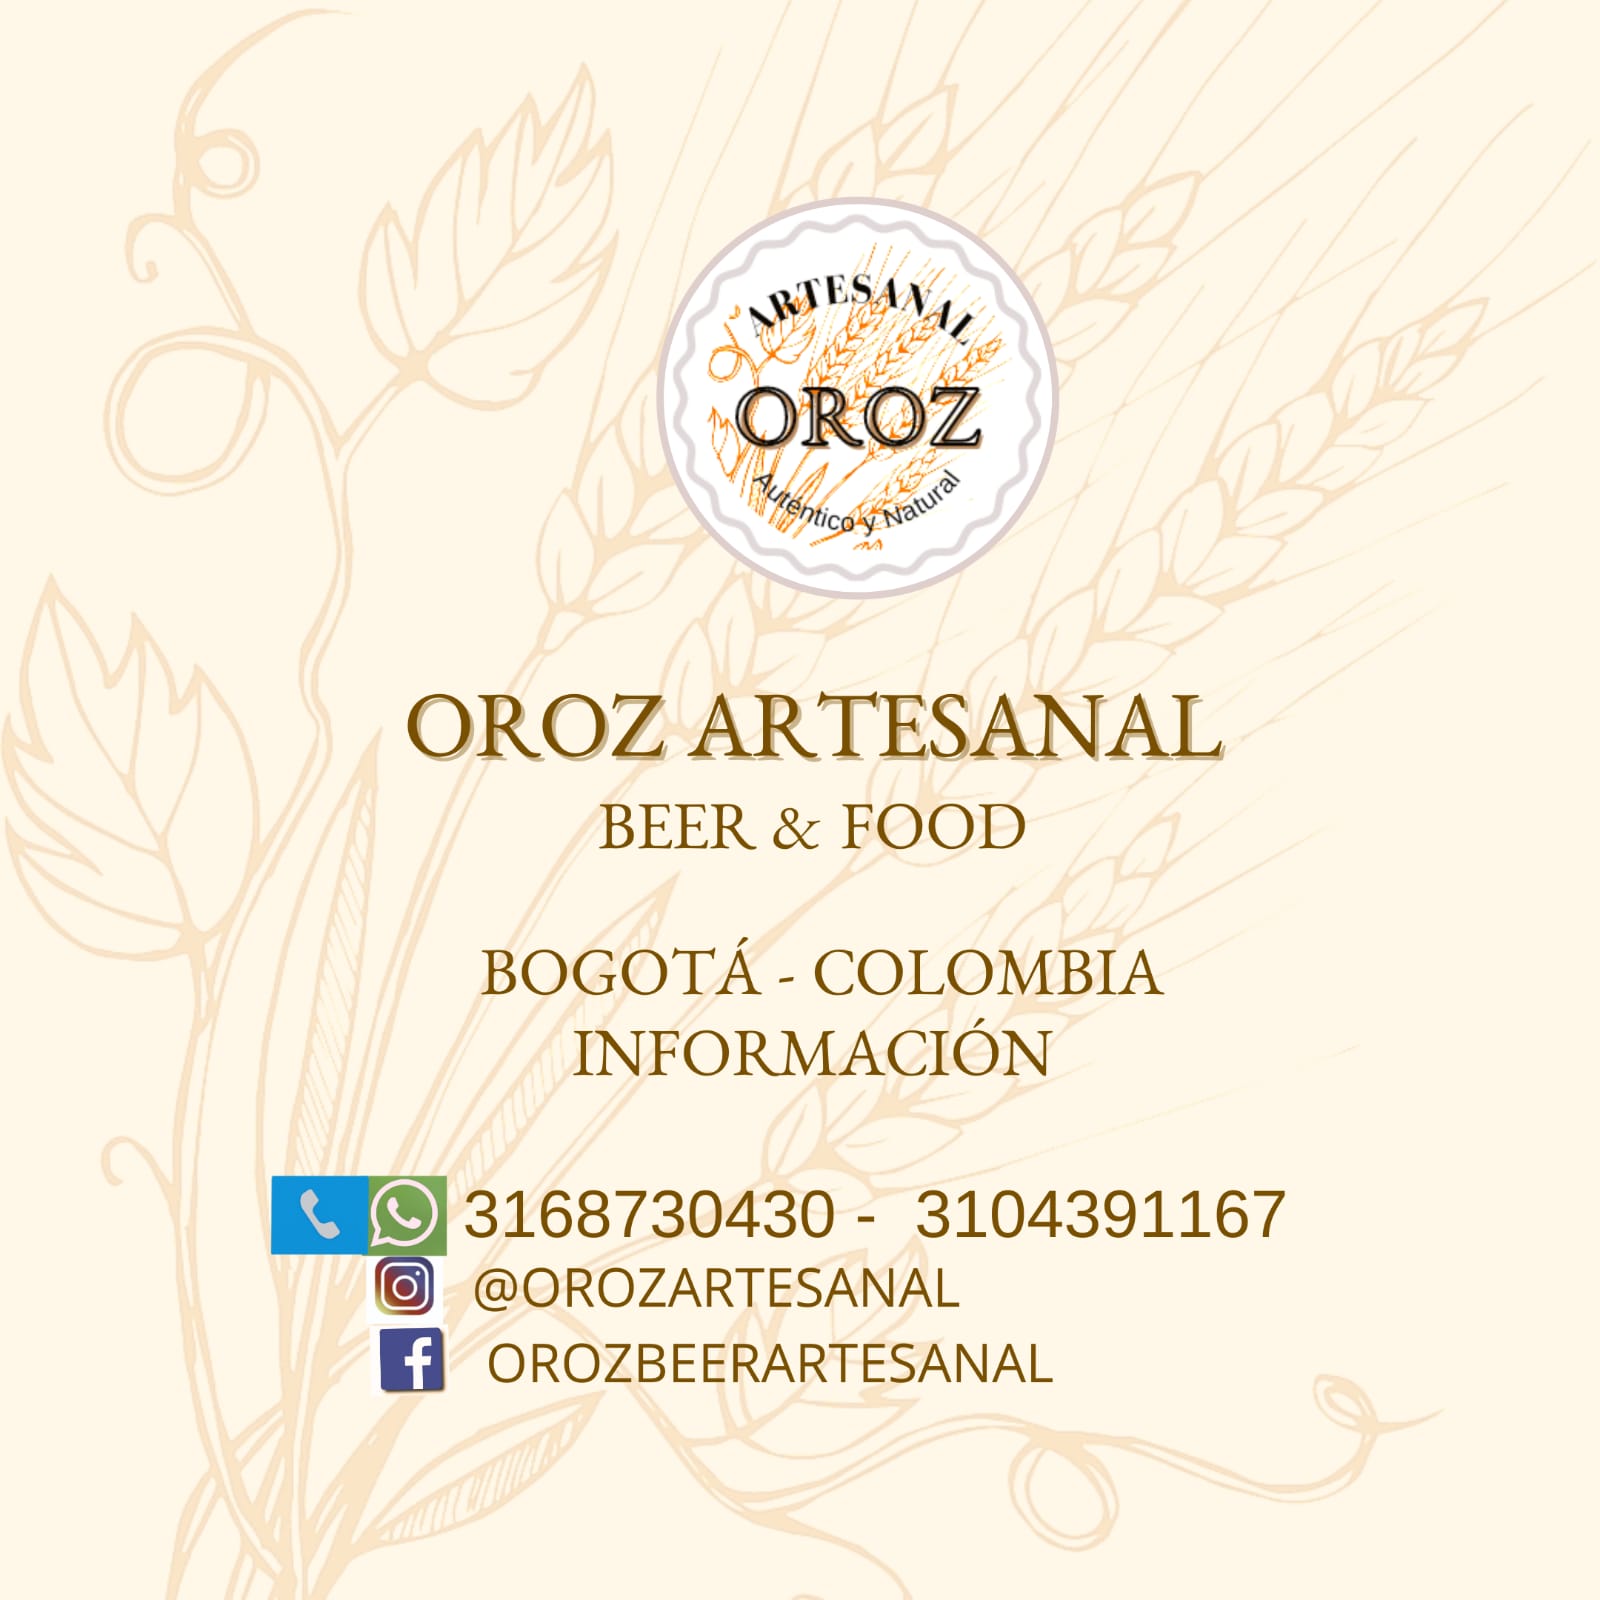 ARTESANAL
OROZ
Auténtico y Natural
OROZ ARTESANAL
BEER & FOOD
BOGOTÁ - COLOMBIA
INFORMACIÓN
3168730430 - 3104391167
@OROZARTESANAL
OROZBEERARTESANAL